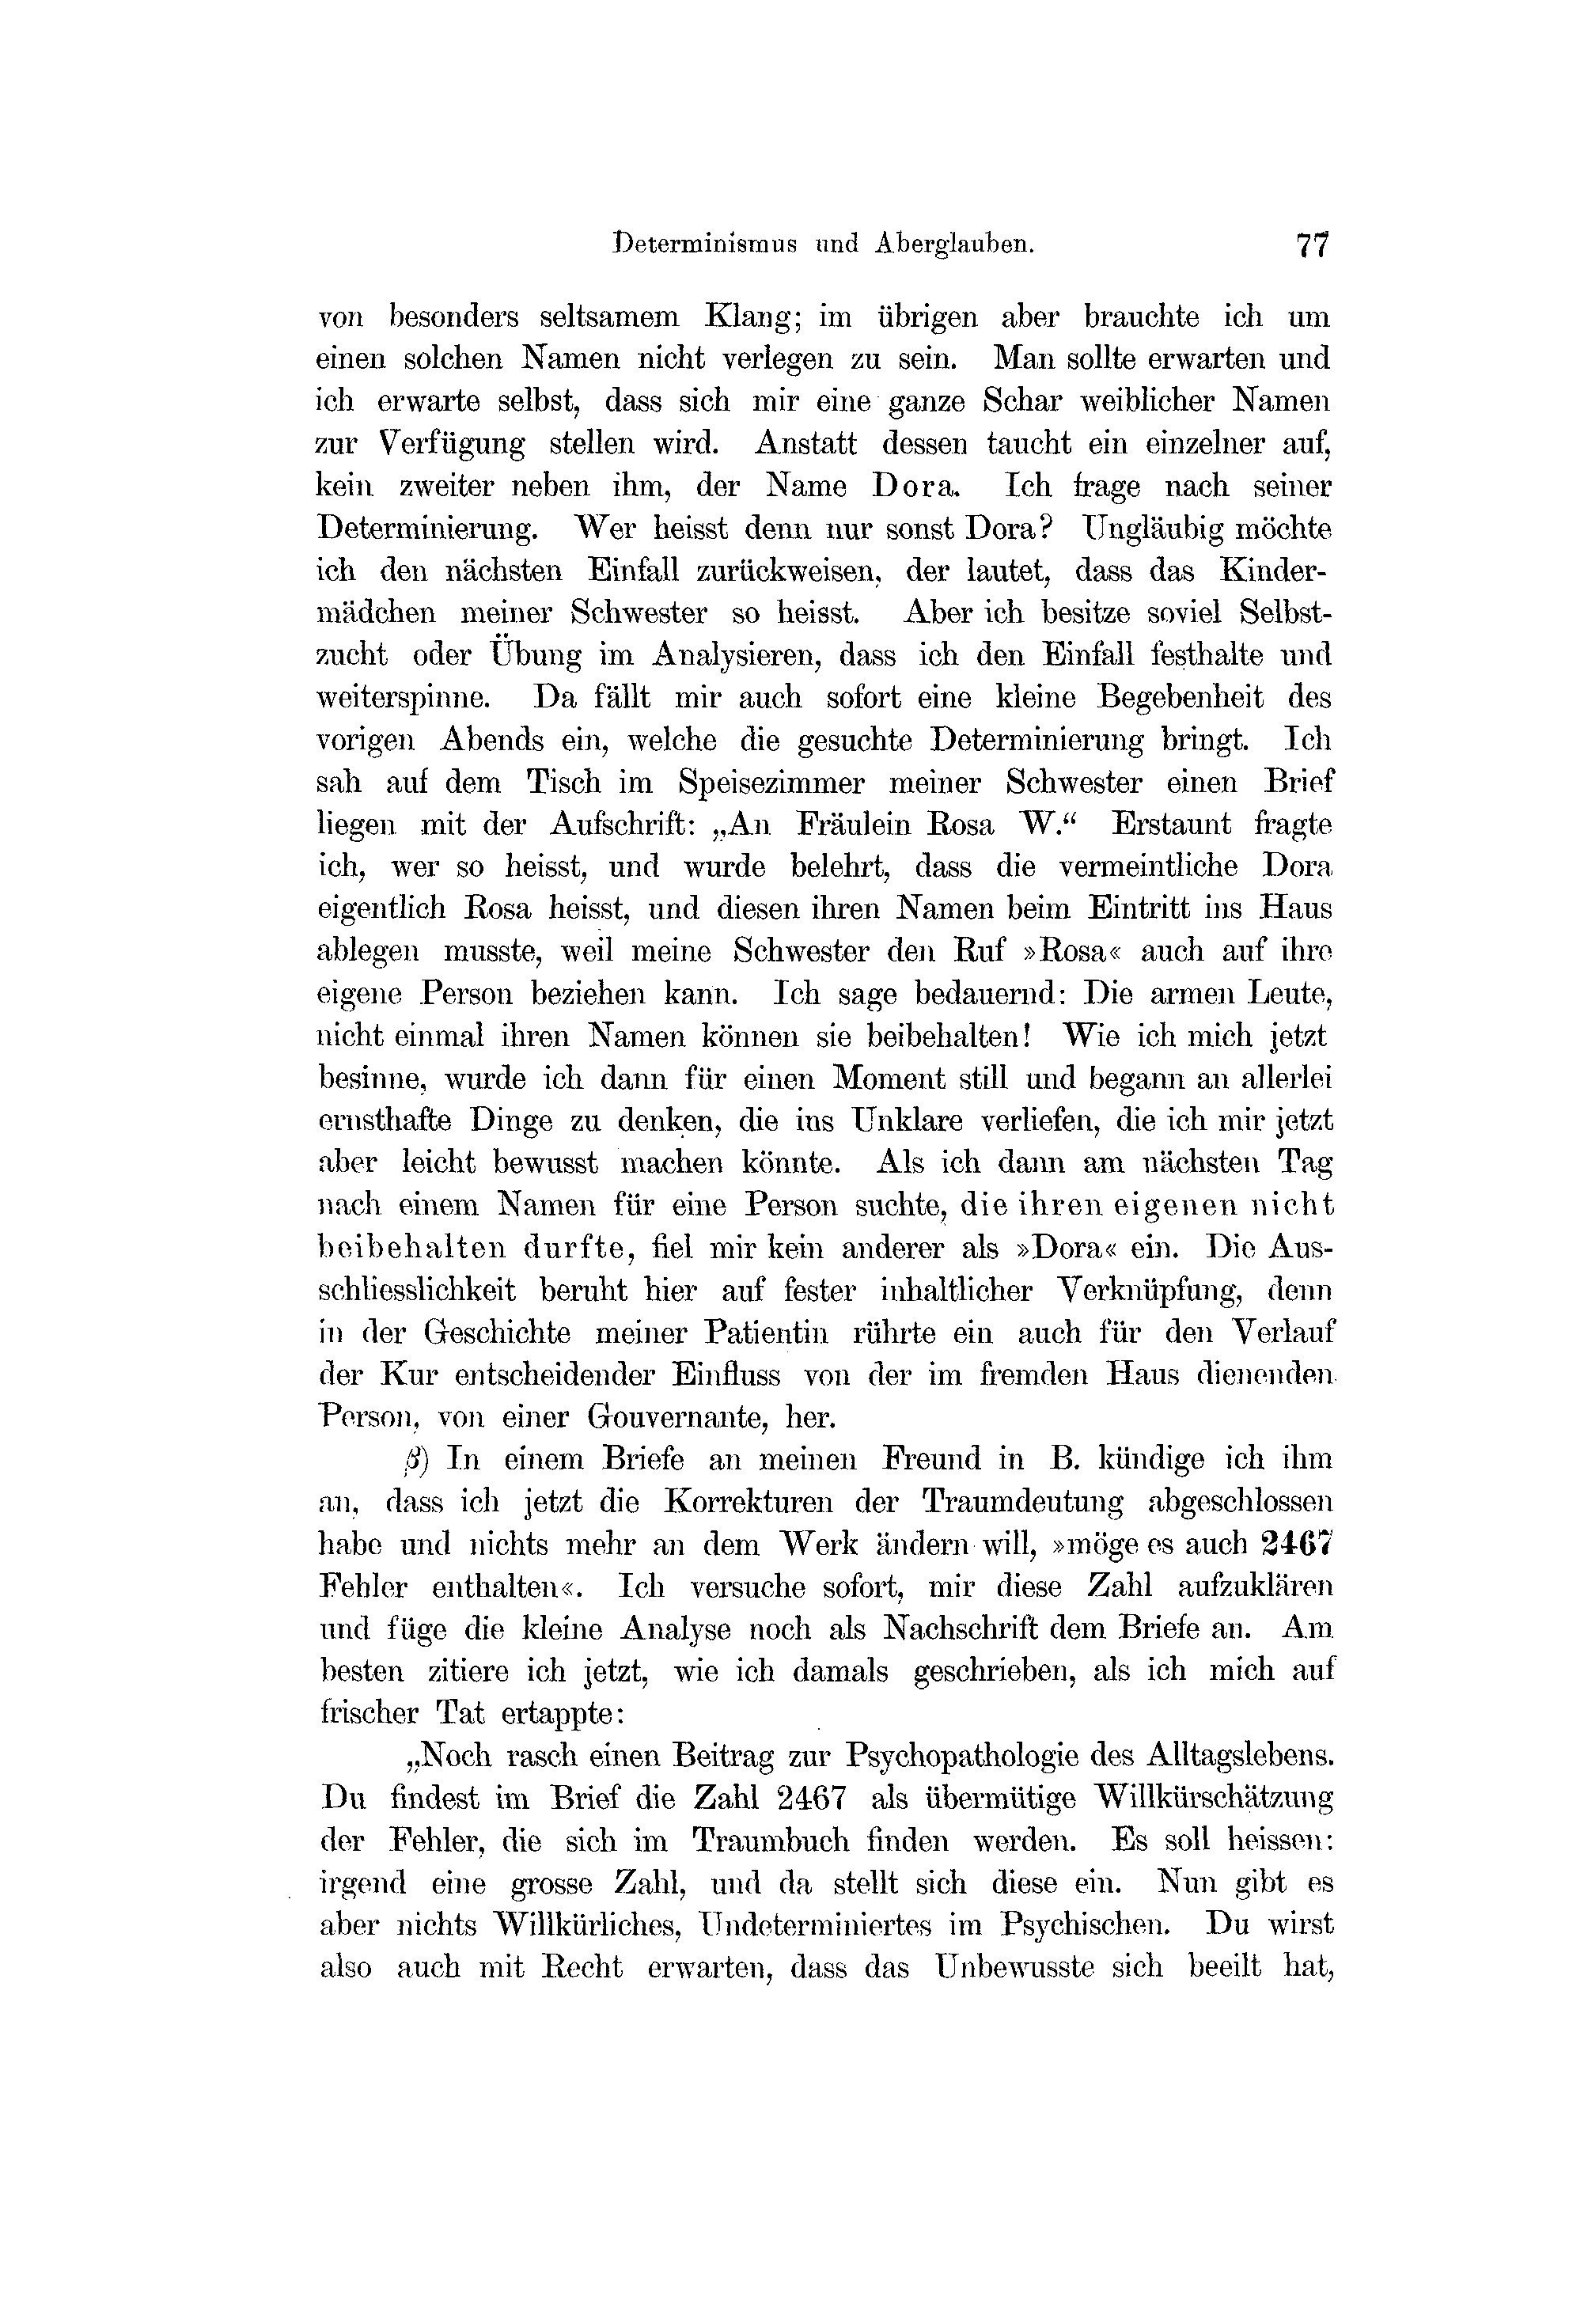 Determinismus und Aberglauben. 77
von besonders seltsamem Klang; im übrigen aber brauchte ich um
einen solchen Namen nicht verlegen zu sein. Man sollte erwarten und
ich erwarte selbst, dass sich mir eine ganze Schar weiblicher Namen
zur Verfügung stellen wird. Anstatt dessen taucht ein einzelner auf,
kein zweiter neben ihm, der Name Dora. Ich frage nach seiner
Determinierung. Wer heisst denn nur sonst Dora? Ungläubig möchte
ich den nächsten Einfall zurückweisen, der lautet, dass das Kinder-
mädchen meiner Schwester so heisst. Aber ich besitze soviel Selbst-
zucht oder Übung im Analysieren, dass ich den Einfall festhalte und
weiterspinne. Da fällt mir auch sofort eine kleine Begebenheit des
vorigen Abends ein, welche die gesuchte Determinierung bringt. Ich
sah auf dem Tisch im Speisezimmer meiner Schwester einen Brief
liegen mit der Aufschrift: „An Fräulein Rosa W.“ Erstaunt fragte
ich, wer so heisst, und wurde belehrt, dass die vermeintliche Dora
eigentlich Rosa heisst, und diesen ihren Namen beim Eintritt ins Haus
ablegen musste, weil meine Schwester den Ruf »Rosa« auch auf ihre
eigene Person beziehen kann. Ich sage bedauernd: Die armen Leute,
nicht einmal ihren Namen können sie beibehalten! Wie ich mich jetzt
besinne, wurde ich dann für einen Moment still und begann an allerlei
ernsthafte Dinge zu denken, die ins Unklare verliefen, die ich mir jetzt
aber leicht bewusst machen könnte. Als ich dann am nächsten Tag
nach einem Namen für eine Person suchte, die ihren eigenen nicht
beibehalten durfte, fiel mir kein anderer als »Dora« ein. Die Aus-
schliesslichkeit beruht hier auf fester inhaltlicher Verknüpfung, denn
in der Geschichte meiner Patientin rührte ein auch für den Verlauf
der Kur entscheidender Einfluss von der im fremden Haus dienenden
Person, von einer Gouvernante, her.
β) In einem Briefe an meinen Freund in B. kündige ich ihm
an, dass ich jetzt die Korrekturen der Traumdeutung abgeschlossen
habe und nichts mehr an dem Werk ändern will, »möge es auch 2467
Fehler enthalten«. Ich versuche sofort, mir diese Zahl aufzuklären
und füge die kleine Analyse noch als Nachschrift dem Briefe an. Am
besten zitiere ich jetzt, wie ich damals geschrieben, als ich mich auf
frischer Tat ertappte:
„Noch rasch einen Beitrag zur Psychopathologie des Alltagslebens.
Du findest im Brief die Zahl 2467 als übermütige Willkürschätzung
der Fehler, die sich im Traumbuch finden werden. Es soll heissen:
irgend eine grosse Zahl, und da stellt sich diese ein. Nun gibt es
aber nichts Willkürliches, Undeterminiertes im Psychischen. Du wirst
also auch mit Recht erwarten, dass das Unbewusste sich beeilt hat,